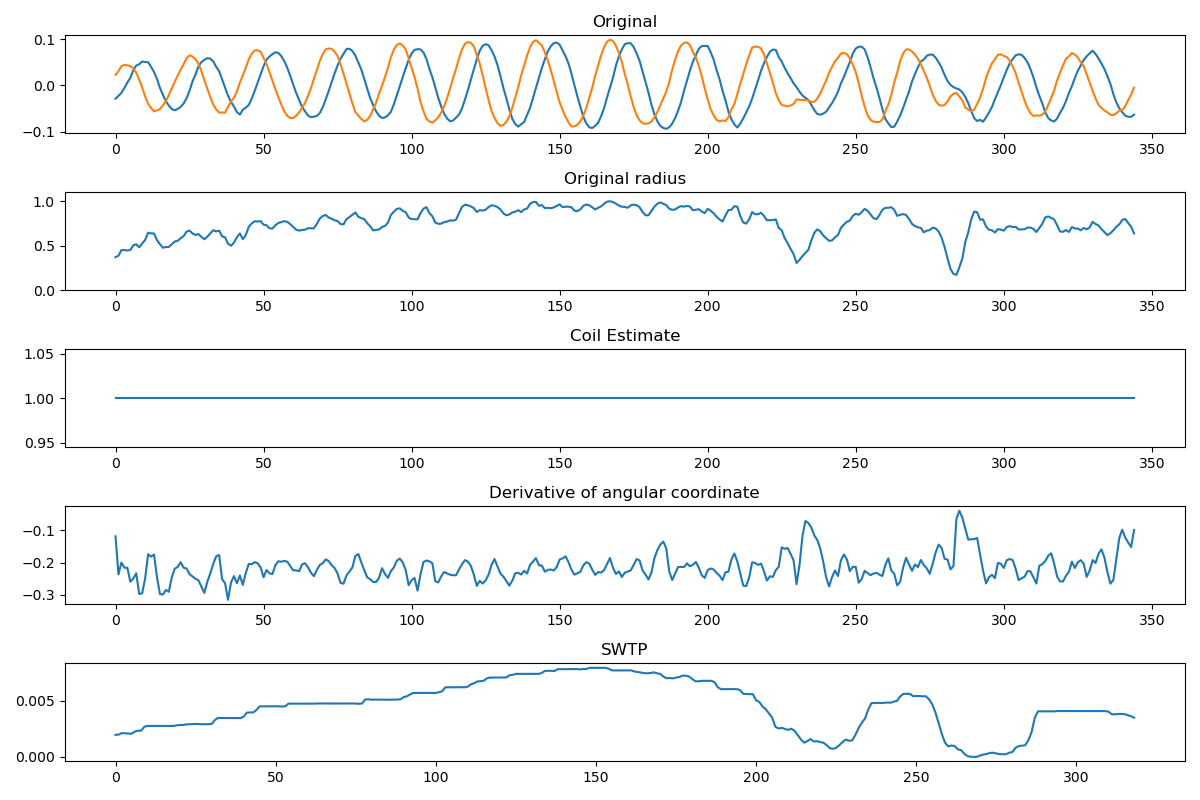 Original
0.1
0.0
−0.1
0 50 100 150 200 250 300 350
Original radius
1.0
0.5
0.0
0 50 100 150 200 250 300 350
Coil Estimate
1.05
1.00
0.95
0 50 100 150 200 250 300 350
Derivative of angular coordinate
−0.1
−0.2
−0.3
0 50 100 150 200 250 300 350
SWTP
0.005
0.000
0 50 100 150 200 250 300